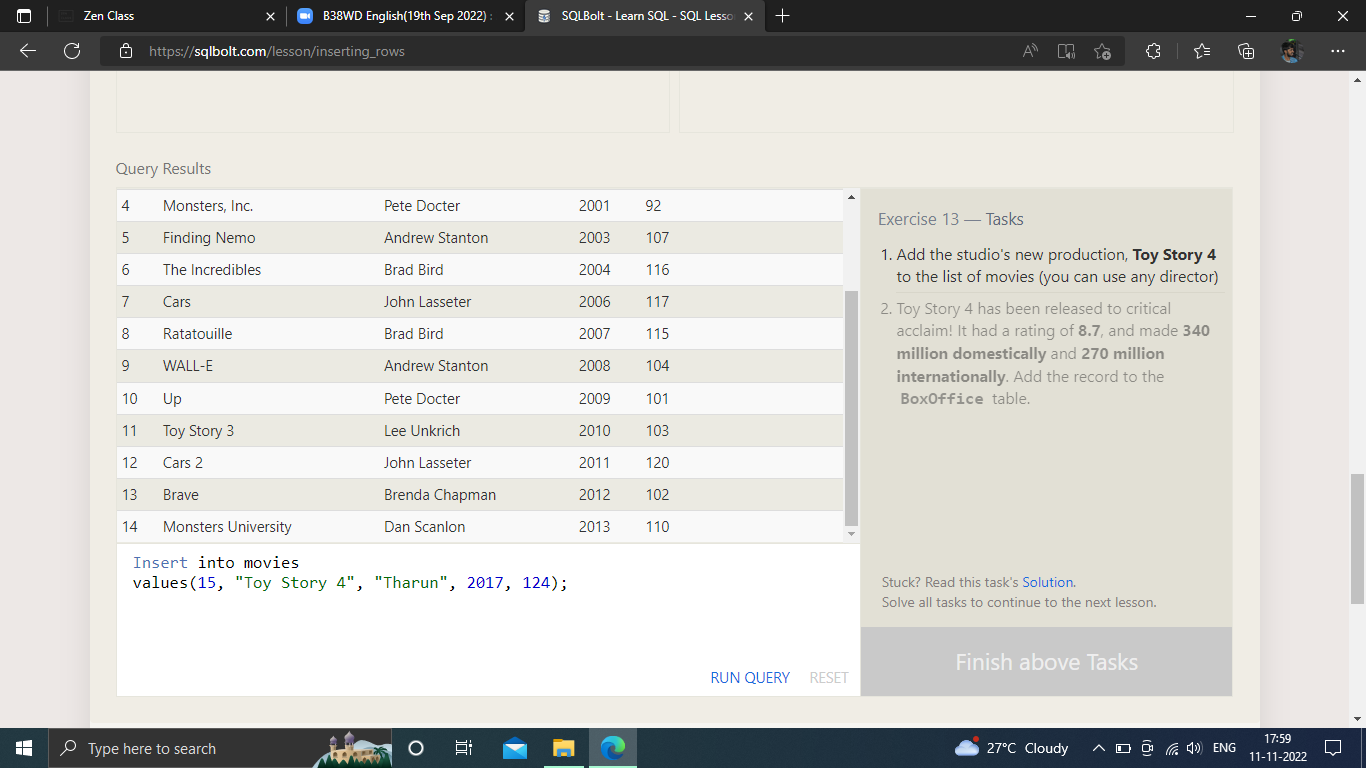 Zen Class
B38WD English(19th Sep 2022) :
SQLBolt - Learn SQL - SQL Lesso
https://sqlbolt.com/lesson/inserting_rows
Query Results
4 Monsters, Inc. Pete Docter 2001 92
5 Finding Nemo Andrew Stanton 2003 107
6 The Incredibles Brad Bird 2004 116
7 Cars John Lasseter 2006 117
8 Ratatouille Brad Bird 2007 115
9 WALL-E Andrew Stanton 2008 104
10 Up Pete Docter 2009 101
11 Toy Story 3 Lee Unkrich 2010 103
12 Cars 2 John Lasseter 2011 120
13 Brave Brenda Chapman 2012 102
14 Monsters University Dan Scanlon 2013 110
Insert into movies
values(15, "Toy Story 4", "Tharun", 2017, 124);
RUN QUERY RESET
Exercise 13 — Tasks
1. Add the studio's new production, Toy Story 4
to the list of movies (you can use any director)
2. Toy Story 4 has been released to critical
acclaim! It had a rating of 8.7, and made 340
million domestically and 270 million
internationally. Add the record to the
BoxOffice table.
Stuck? Read this task's Solution.
Solve all tasks to continue to the next lesson.
Finish above Tasks
Type here to search
27°C Cloudy
ENG
17:59
11-11-2022